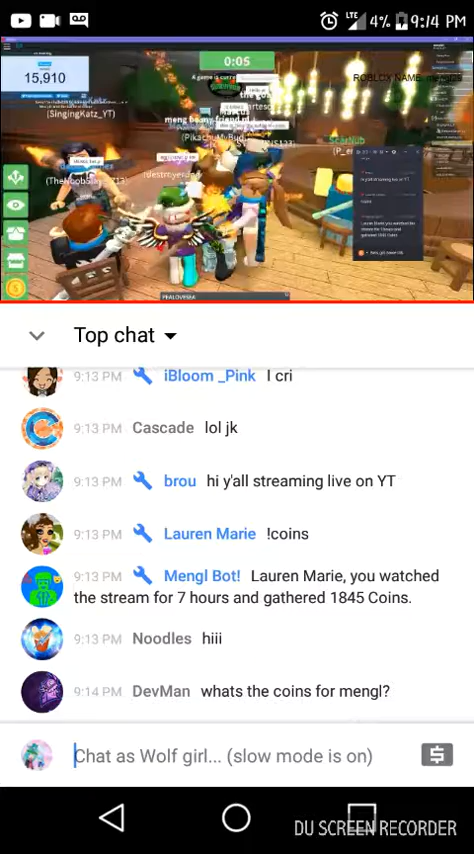 LTE 4% 9:14 PM
0:05
15,910
ROBLOX NAME:
(SingingKatz_YT)
Top chat
9:13 PM iBloom _Pink I cri
9:13 PM Cascade lol jk
9:13 PM brou hi y'all streaming live on YT
9:13 PM Lauren Marie !coins
9:13 PM Mengl Bot! Lauren Marie, you watched
the stream for 7 hours and gathered 1845 Coins.
9:13 PM Noodles hiii
9:14 PM DevMan whats the coins for mengl?
Chat as Wolf girl... (slow mode is on)
DU SCREEN RECORDER